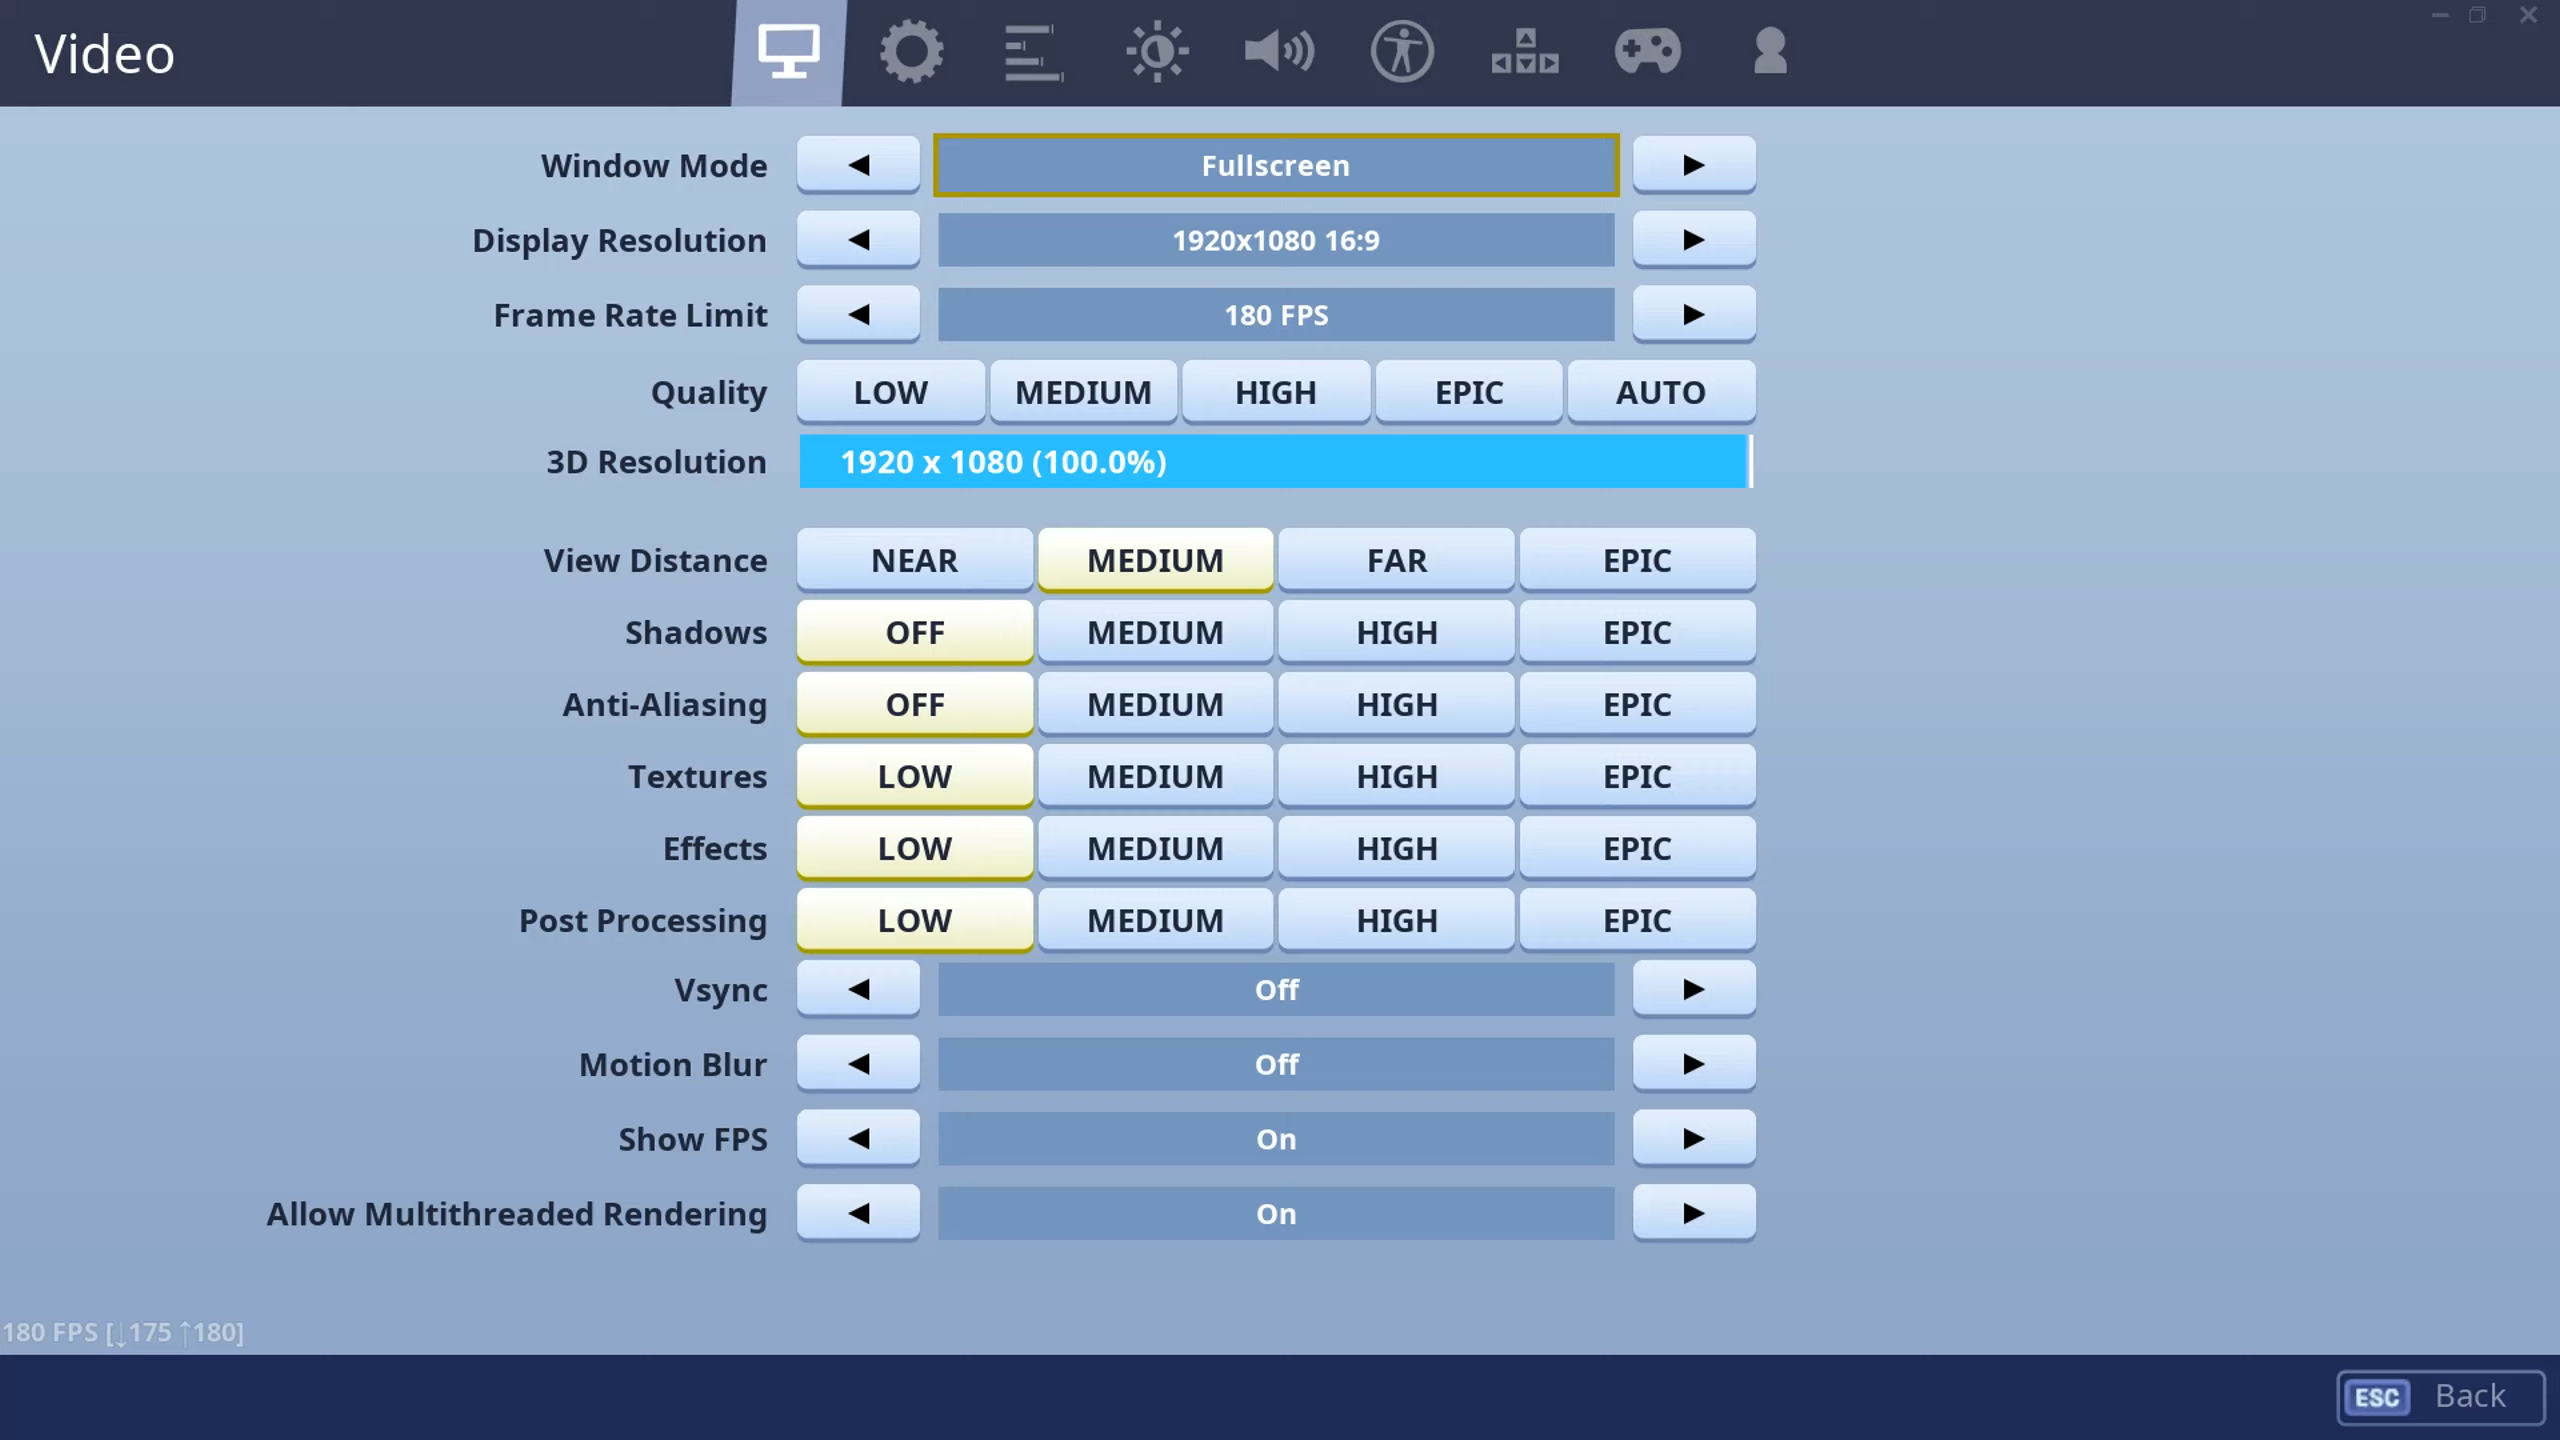 Video
Window Mode ◀ Fullscreen ▶
Display Resolution ◀ 1920x1080 16:9 ▶
Frame Rate Limit ◀ 180 FPS ▶
Quality LOW MEDIUM HIGH EPIC AUTO
3D Resolution 1920 x 1080 (100.0%)
View Distance NEAR MEDIUM FAR EPIC
Shadows OFF MEDIUM HIGH EPIC
Anti-Aliasing OFF MEDIUM HIGH EPIC
Textures LOW MEDIUM HIGH EPIC
Effects LOW MEDIUM HIGH EPIC
Post Processing LOW MEDIUM HIGH EPIC
Vsync ◀ Off ▶
Motion Blur ◀ Off ▶
Show FPS ◀ On ▶
Allow Multithreaded Rendering ◀ On ▶
180 FPS [↓175 ↑180]
ESC Back